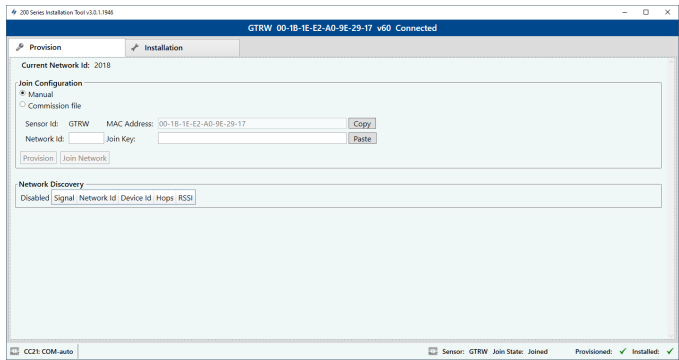 200 Series Installation Tool v3.0.1.1946
GTRW 00-1B-1E-E2-A0-9E-29-17 v60 Connected
Provision
Installation
Current Network Id: 2018
Join Configuration
Manual
Commission file
Sensor Id: GTRW MAC Address: 00-1B-1E-E2-A0-9E-29-17 Copy
Network Id: Join Key: Paste
Provision Join Network
Network Discovery
Disabled Signal Network Id Device Id Hops RSSI
CC21: COM-auto Sensor: GTRW Join State: Joined Provisioned: ✓ Installed: ✓